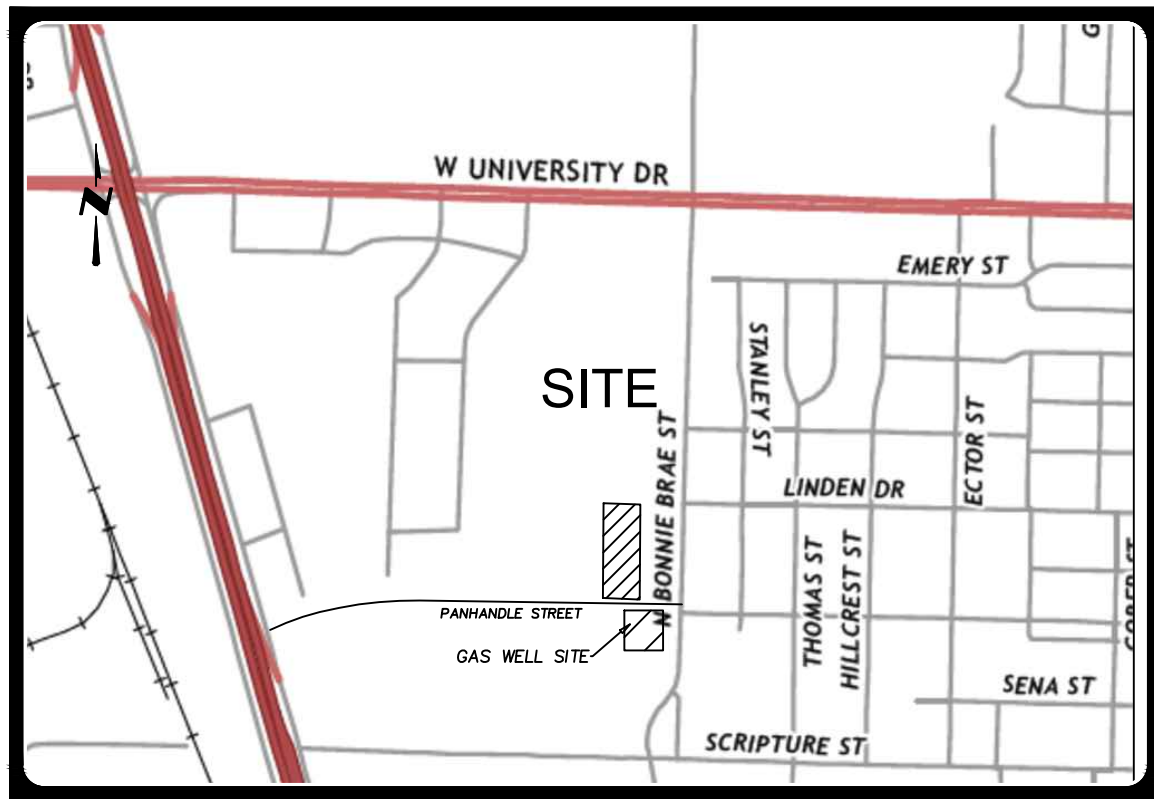 G
W UNIVERSITY DR
N
EMERY ST
STANLEY ST
SITE
N BONNIE BRAE ST
ECTOR ST
LINDEN DR
THOMAS ST
HILLCREST ST
PANHANDLE STREET
GAS WELL SITE
SENA ST
SCRIPTURE ST